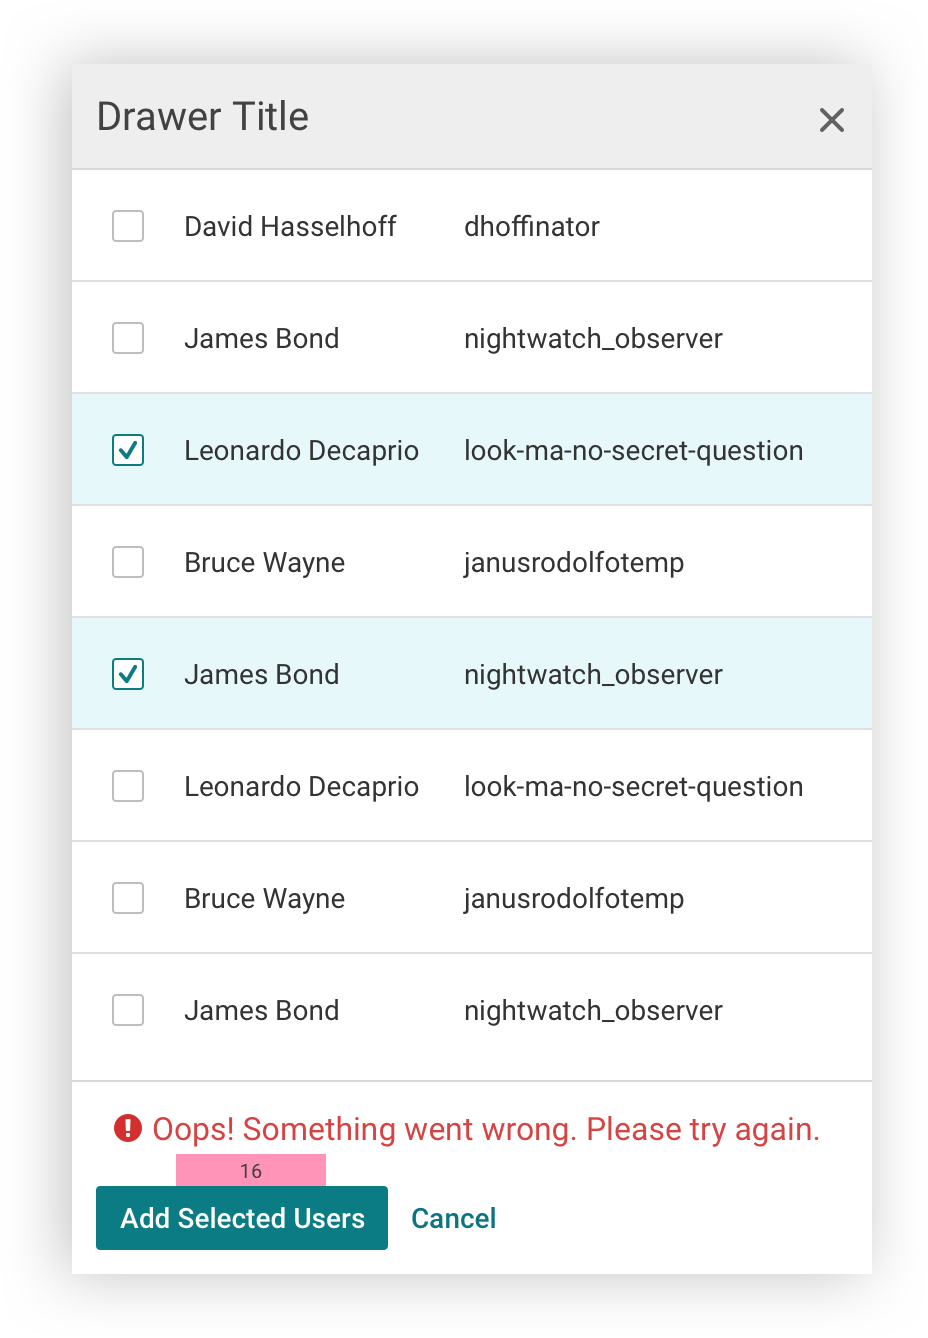 Drawer Title
David Hasselhoff dhoffinator
James Bond nightwatch_observer
Leonardo Decaprio look-ma-no-secret-question
Bruce Wayne janusrodolfotemp
James Bond nightwatch_observer
Leonardo Decaprio look-ma-no-secret-question
Bruce Wayne janusrodolfotemp
James Bond nightwatch_observer
Oops! Something went wrong. Please try again.
16
Add Selected Users Cancel